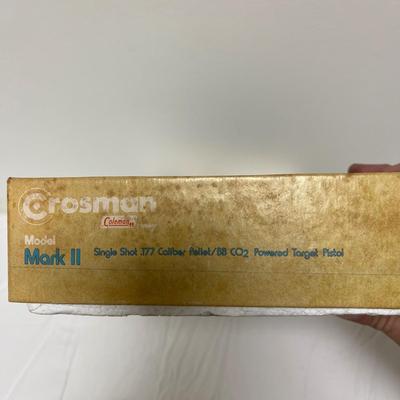 Crosman
Coleman
Model
Mark II
Single Shot .177 Caliber Pellet/BB CO2 Powered Target Pistol